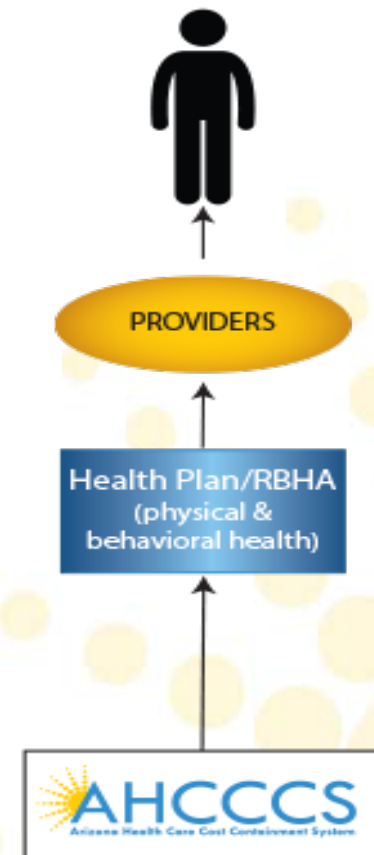 PROVIDERS
Health Plan/RBHA
(physical &
behavioral health)
AHCCCS
Arizona Health Care Cost Containment System